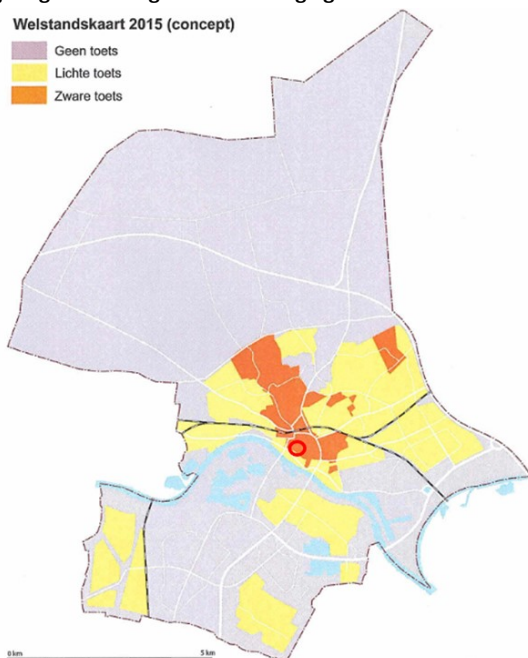 Welstandskaart 2015 (concept)
Geen toets
Lichte toets
Zware toets
0 km
5 km